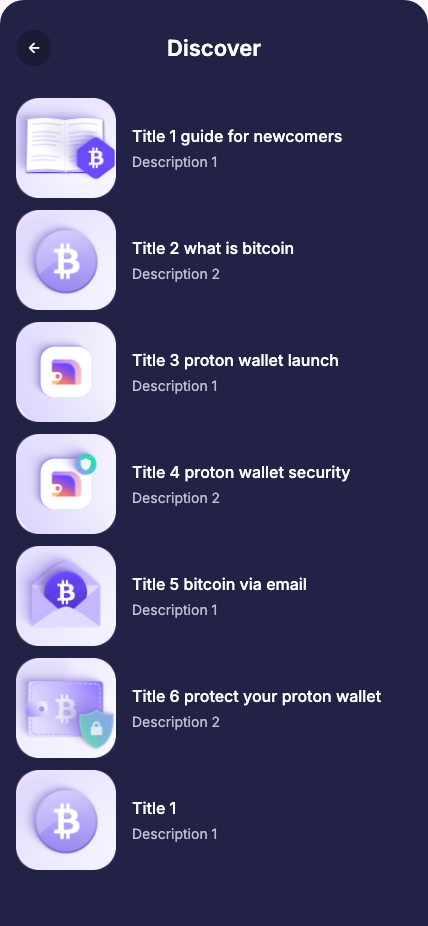 Discover
Title 1 guide for newcomers
Description 1
Title 2 what is bitcoin
Description 2
Title 3 proton wallet launch
Description 1
Title 4 proton wallet security
Description 2
Title 5 bitcoin via email
Description 1
Title 6 protect your proton wallet
Description 2
Title 1
Description 1